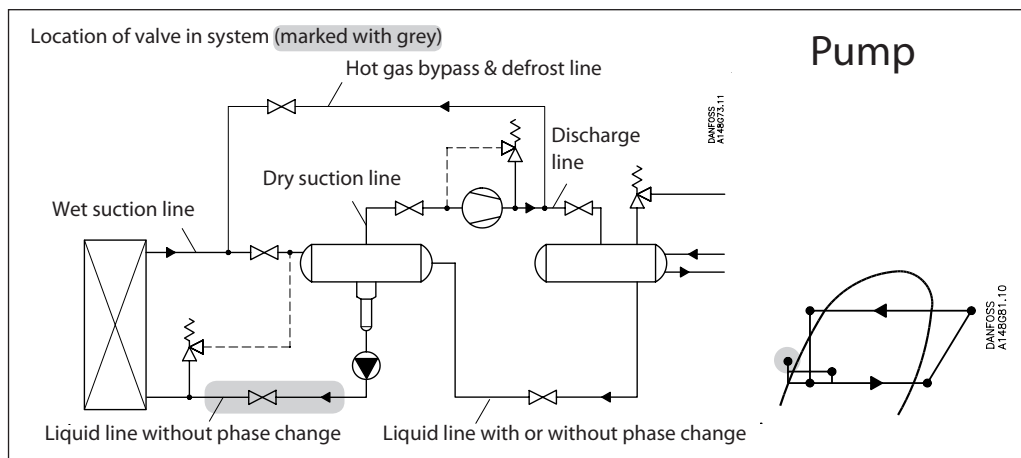 Location of valve in system (marked with grey)
Pump
Hot gas bypass & defrost line
DANFOSS
A148G73.11
Discharge
line
Dry suction line
Wet suction line
DANFOSS
A148G81.10
Liquid line without phase change
Liquid line with or without phase change